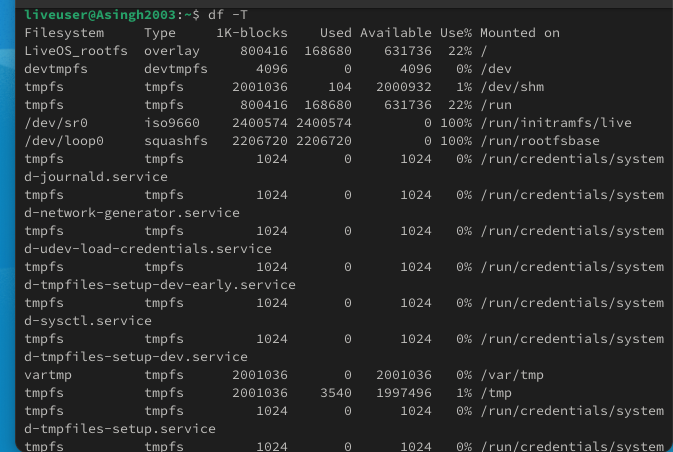 liveuser@Asingh2003:~$ df -T
Filesystem     Type      1K-blocks    Used Available Use% Mounted on
LiveOS_rootfs  overlay      800416  168680    631736  22% /
devtmpfs       devtmpfs       4096       0      4096   0% /dev
tmpfs          tmpfs       2001036     104   2000932   1% /dev/shm
tmpfs          tmpfs        800416  168680    631736  22% /run
/dev/sr0       iso9660     2400574 2400574         0 100% /run/initramfs/live
/dev/loop0     squashfs    2206720 2206720         0 100% /run/rootfsbase
tmpfs          tmpfs          1024       0      1024   0% /run/credentials/system
d-journald.service
tmpfs          tmpfs          1024       0      1024   0% /run/credentials/system
d-network-generator.service
tmpfs          tmpfs          1024       0      1024   0% /run/credentials/system
d-udev-load-credentials.service
tmpfs          tmpfs          1024       0      1024   0% /run/credentials/system
d-tmpfiles-setup-dev-early.service
tmpfs          tmpfs          1024       0      1024   0% /run/credentials/system
d-sysctl.service
tmpfs          tmpfs          1024       0      1024   0% /run/credentials/system
d-tmpfiles-setup-dev.service
vartmp         tmpfs       2001036       0   2001036   0% /var/tmp
tmpfs          tmpfs       2001036    3540   1997496   1% /tmp
tmpfs          tmpfs          1024       0      1024   0% /run/credentials/system
d-tmpfiles-setup.service
tmpfs          tmpfs          1024       0      1024   0% /run/credentials/system